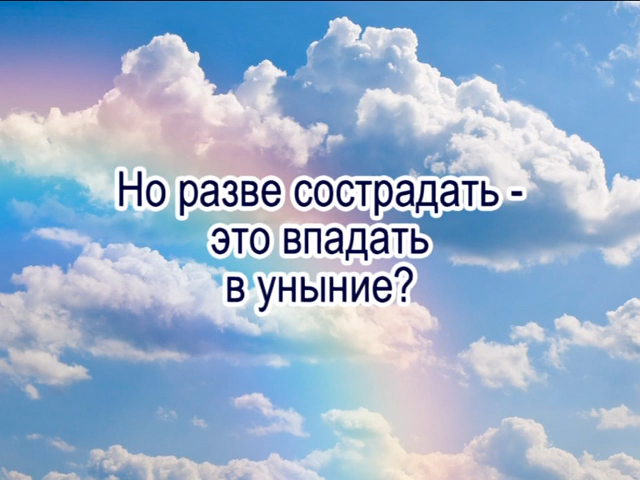 Но разве сострадать -
это впадать
в уныние?